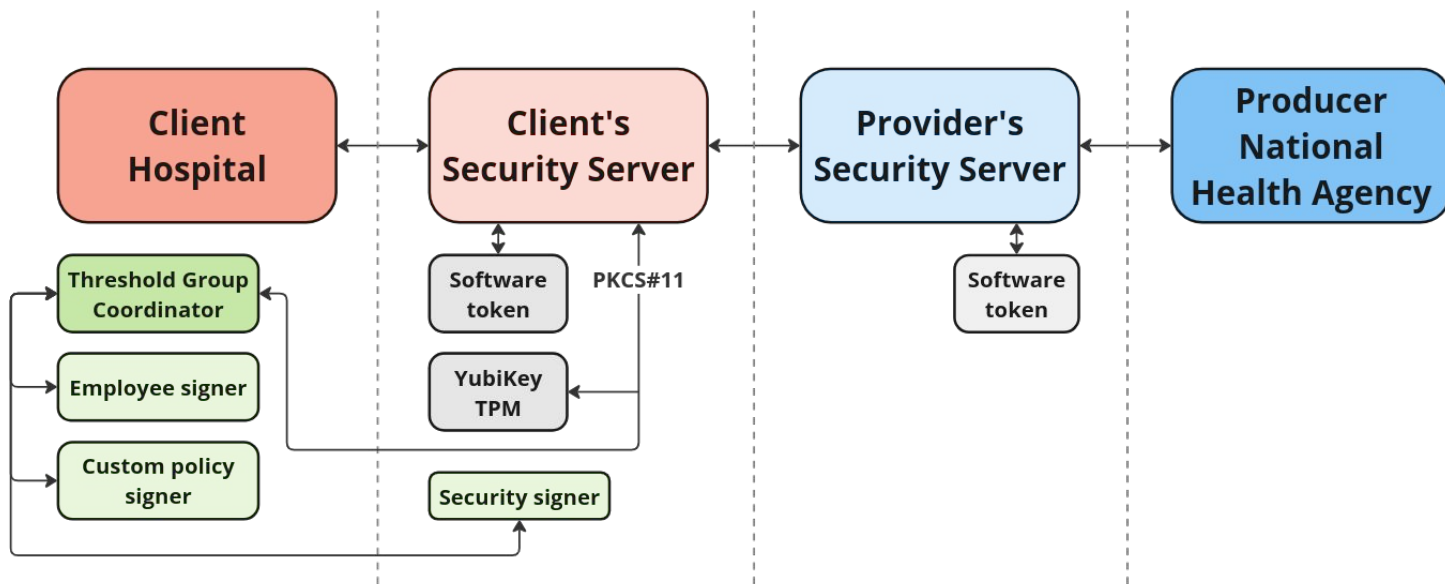 Client
Hospital
Client's
Security Server
Provider's
Security Server
Producer
National
Health Agency
Threshold Group
Coordinator
Software
token
PKCS#11
Software
token
Employee signer
YubiKey
TPM
Custom policy
signer
Security signer